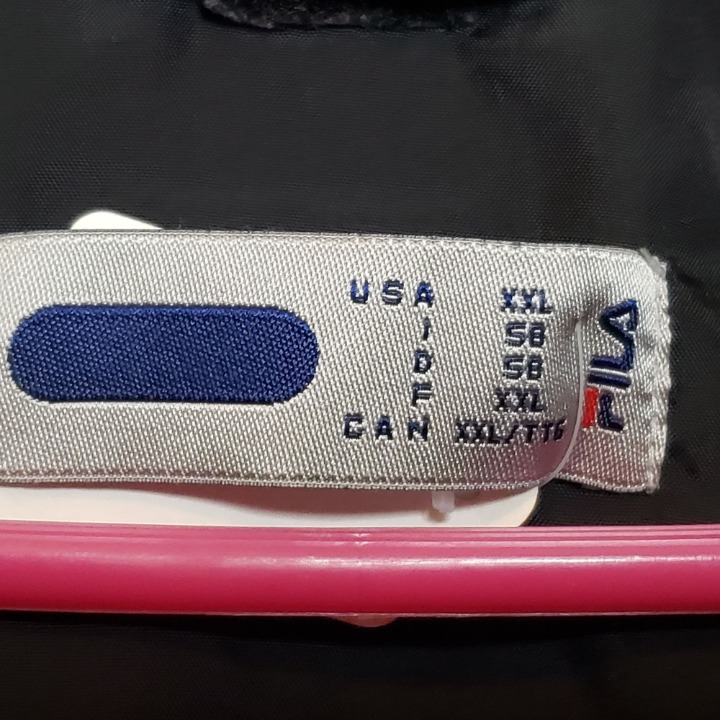 USA XXL
I 58
D 58
F XXL
CAN XXL/TTG
FILA